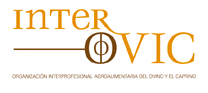 INTER
OVIC
ORGANIZACIÓN INTERPROFESIONAL AGROALIMENTARIA DEL OVINO Y EL CAPRINO